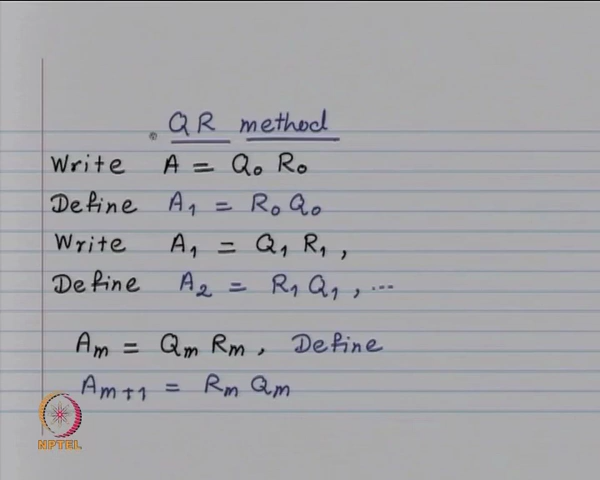 QR method
Write A = Q₀ R₀
Define A₁ = R₀ Q₀
Write A₁ = Q₁ R₁ ,
Define A₂ = R₁ Q₁ , ...
Aₘ = Qₘ Rₘ , Define
Aₘ₊₁ = Rₘ Qₘ
NPTEL